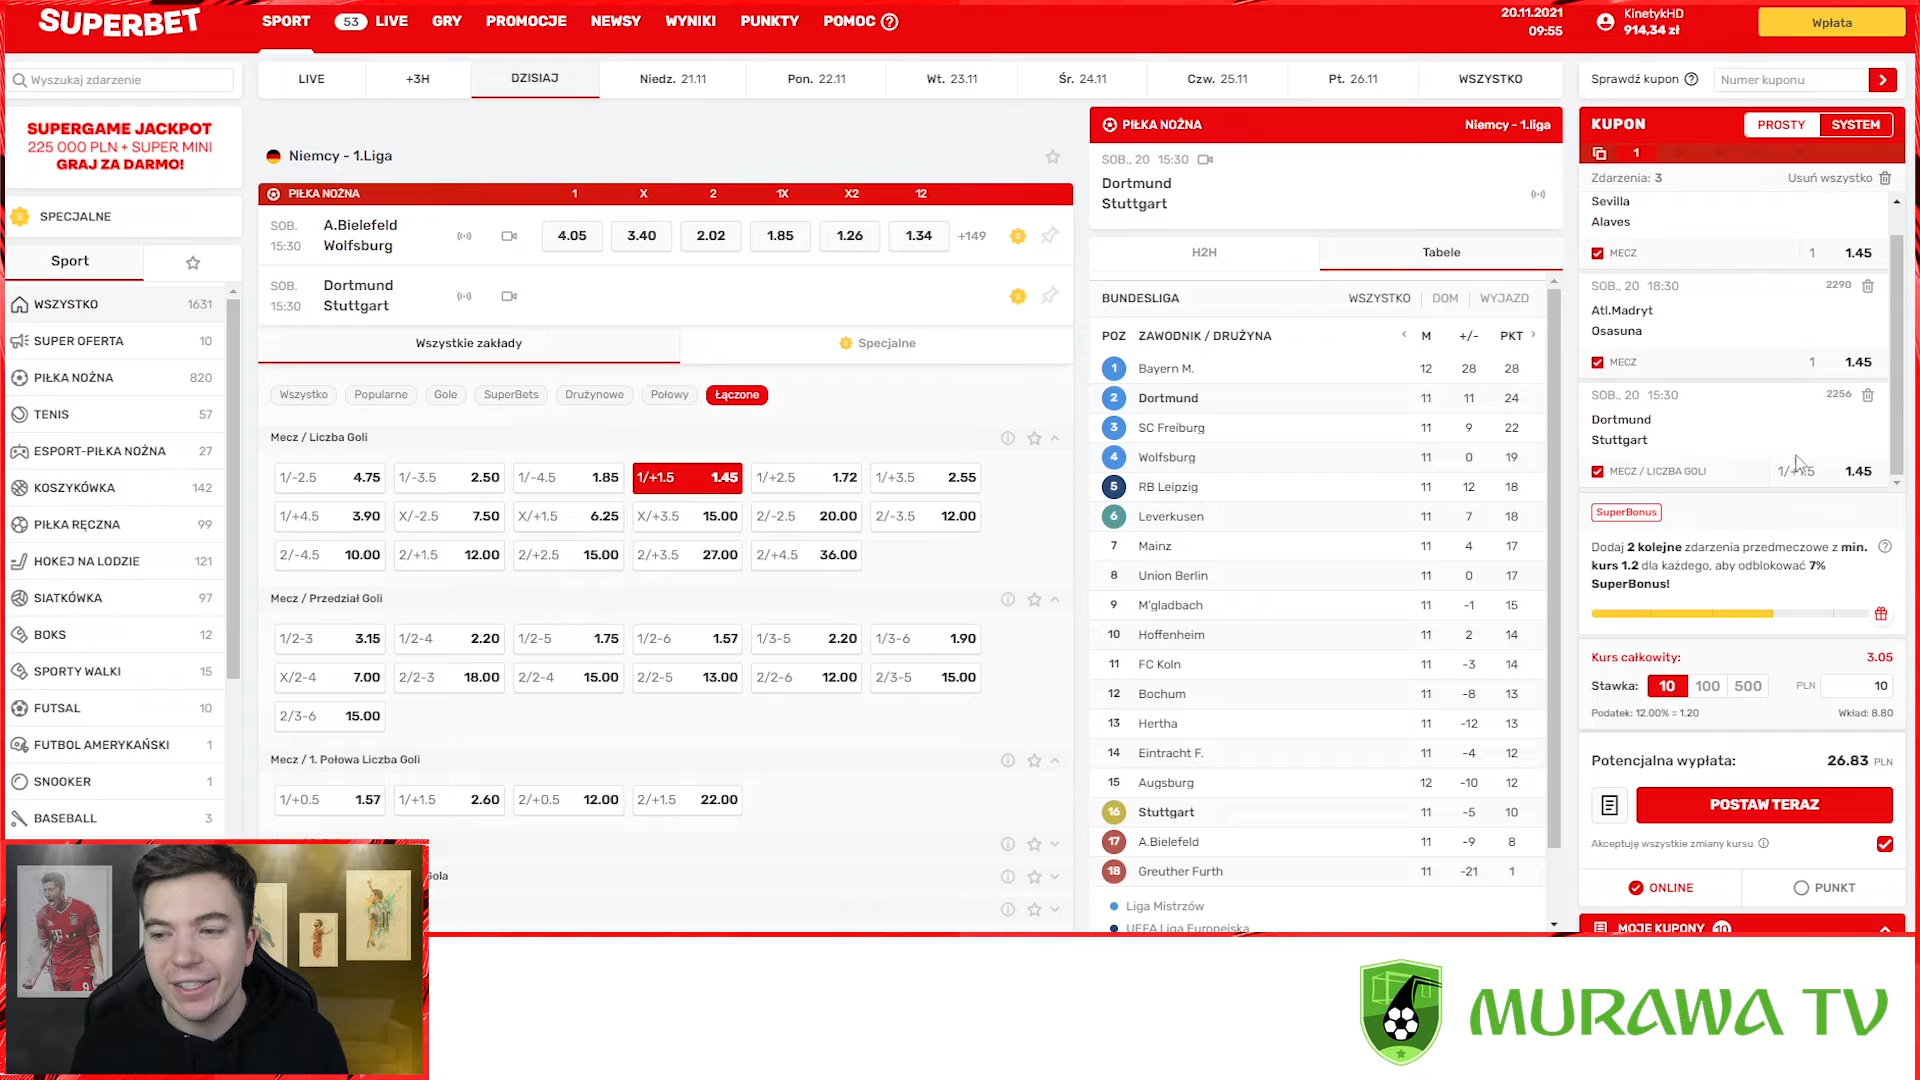 SUPERBET
SPORT
53 LIVE
GRY
PROMOCJE
NEWSY
WYNIKI
PUNKTY
POMOC
20.11.2021
09:55
KinetykHD
914,34 zł
Wpłata
Wyszukaj zdarzenie
LIVE
+3H
DZISIAJ
Niedz. 21.11
Pon. 22.11
Wt. 23.11
Śr. 24.11
Czw. 25.11
Pt. 26.11
WSZYSTKO
Sprawdź kupon
Numer kuponu
SUPERGAME JACKPOT
225 000 PLN + SUPER MINI
GRAJ ZA DARMO!
SPECJALNE
Sport
WSZYSTKO 1631
SUPER OFERTA 10
PIŁKA NOŻNA 820
TENIS 57
ESPORT-PIŁKA NOŻNA 27
KOSZYKÓWKA 142
PIŁKA RĘCZNA 99
HOKEJ NA LODZIE 121
SIATKÓWKA 97
BOKS 12
SPORTY WALKI 15
FUTSAL 10
FUTBOL AMERYKAŃSKI 1
SNOOKER 1
BASEBALL 3
Niemcy - 1.Liga
PIŁKA NOŻNA 1 X 2 1X X2 12
SOB. 15:30
A.Bielefeld
Wolfsburg
4.05 3.40 2.02 1.85 1.26 1.34 +149
SOB. 15:30
Dortmund
Stuttgart
Wszystkie zakłady
Specjalne
Wszystko Popularne Gole SuperBets Drużynowe Połowy Łączone
Mecz / Liczba Goli
1/-2.5 4.75 1/-3.5 2.50 1/-4.5 1.85 1/+1.5 1.45 1/+2.5 1.72 1/+3.5 2.55
1/+4.5 3.90 X/-2.5 7.50 X/+1.5 6.25 X/+3.5 15.00 2/-2.5 20.00 2/-3.5 12.00
2/-4.5 10.00 2/+1.5 12.00 2/+2.5 15.00 2/+3.5 27.00 2/+4.5 36.00
Mecz / Przedział Goli
1/2-3 3.15 1/2-4 2.20 1/2-5 1.75 1/2-6 1.57 1/3-5 2.20 1/3-6 1.90
X/2-4 7.00 2/2-3 18.00 2/2-4 15.00 2/2-5 13.00 2/2-6 12.00 2/3-5 15.00
2/3-6 15.00
Mecz / 1. Połowa Liczba Goli
1/+0.5 1.57 1/+1.5 2.60 2/+0.5 12.00 2/+1.5 22.00
PIŁKA NOŻNA Niemcy - 1.liga
SOB., 20 15:30
Dortmund
Stuttgart
H2H
Tabele
BUNDESLIGA WSZYSTKO DOM WYJAZD
POZ ZAWODNIK / DRUŻYNA M +/- PKT
1 Bayern M. 12 28 28
2 Dortmund 11 11 24
3 SC Freiburg 11 9 22
4 Wolfsburg 11 0 19
5 RB Leipzig 11 12 18
6 Leverkusen 11 7 18
7 Mainz 11 4 17
8 Union Berlin 11 0 17
9 M'gladbach 11 -1 15
10 Hoffenheim 11 2 14
11 FC Koln 11 -3 14
12 Bochum 11 -8 13
13 Hertha 11 -12 13
14 Eintracht F. 11 -4 12
15 Augsburg 12 -10 12
16 Stuttgart 11 -5 10
17 A.Bielefeld 11 -9 8
18 Greuther Furth 11 -21 1
Liga Mistrzów
UEFA Liga Europejska
KUPON PROSTY SYSTEM
1
Zdarzenia: 3 Usuń wszystko
Sevilla
Alaves
MECZ 1 1.45
SOB., 20 18:30 2290
Atl.Madryt
Osasuna
MECZ 1 1.45
SOB., 20 15:30 2256
Dortmund
Stuttgart
MECZ / LICZBA GOLI 1/+1.5 1.45
SuperBonus
Dodaj 2 kolejne zdarzenia przedmeczowe z min.
kurs 1.2 dla każdego, aby odblokować 7%
SuperBonus!
Kurs całkowity: 3.05
Stawka: 10 100 500 PLN 10
Podatek: 12.00% = 1.20 Wkład: 8.80
Potencjalna wypłata: 26.83 PLN
POSTAW TERAZ
Akceptuję wszystkie zmiany kursu
ONLINE PUNKT
MOJE KUPONY 10
MURAWA TV